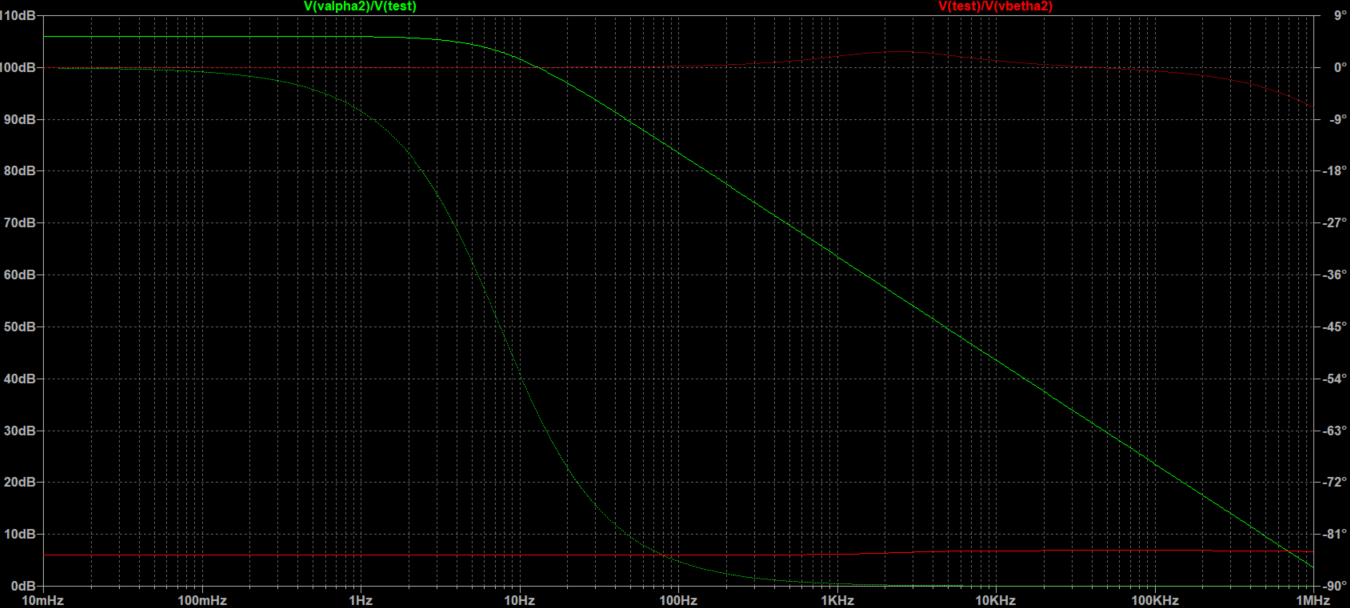 V(valpha2)/V(test) V(test)/V(vbetha2)
110dB 9°
100dB 0°
90dB -9°
80dB -18°
70dB -27°
60dB -36°
50dB -45°
40dB -54°
30dB -63°
20dB -72°
10dB -81°
0dB -90°
10mHz 100mHz 1Hz 10Hz 100Hz 1KHz 10KHz 100KHz 1MHz